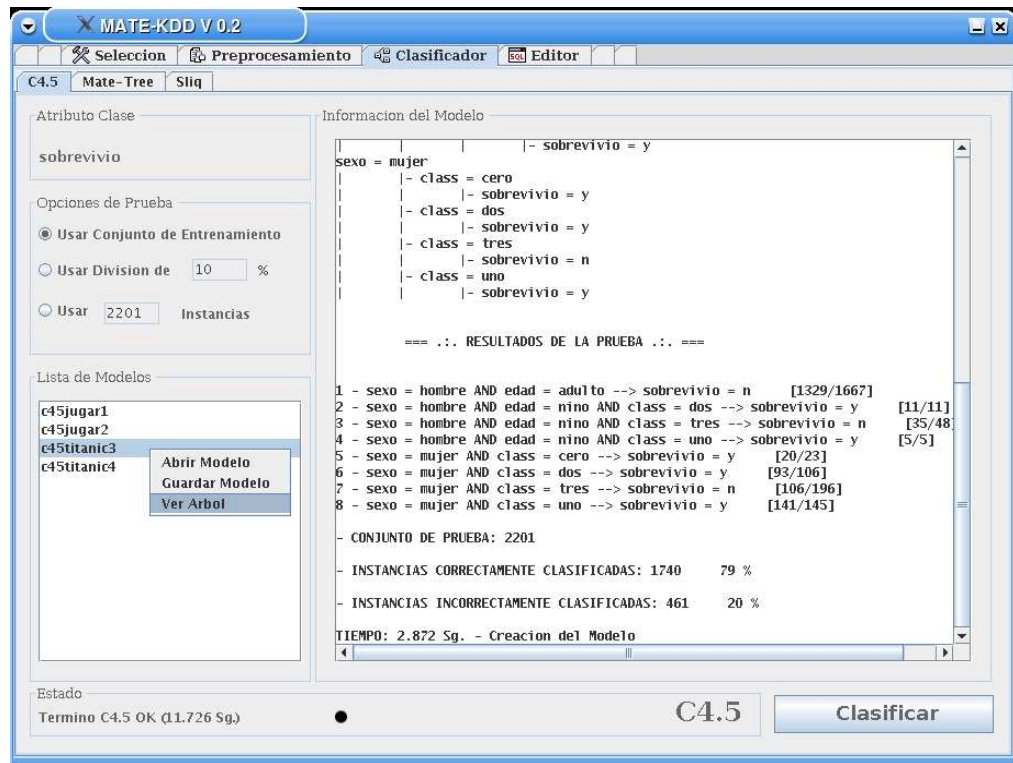 MATE-KDD V 0.2
Seleccion Preprocesamiento Clasificador SQL Editor
C4.5 Mate-Tree Sliq
Atributo Clase
sobrevivio
Opciones de Prueba
Usar Conjunto de Entrenamiento
Usar Division de 10 %
Usar 2201 Instancias
Lista de Modelos
c45jugar1
c45jugar2
c45titanic3
c45titanic4
Abrir Modelo
Guardar Modelo
Ver Arbol
Informacion del Modelo
| | | |- sobrevivio = y
sexo = mujer
| |- class = cero
| | |- sobrevivio = y
| |- class = dos
| | |- sobrevivio = y
| |- class = tres
| | |- sobrevivio = n
| |- class = uno
| | |- sobrevivio = y
=== .:. RESULTADOS DE LA PRUEBA .:. ===
1 - sexo = hombre AND edad = adulto --> sobrevivio = n [1329/1667]
2 - sexo = hombre AND edad = nino AND class = dos --> sobrevivio = y [11/11]
3 - sexo = hombre AND edad = nino AND class = tres --> sobrevivio = n [35/48
4 - sexo = hombre AND edad = nino AND class = uno --> sobrevivio = y [5/5]
5 - sexo = mujer AND class = cero --> sobrevivio = y [20/23]
6 - sexo = mujer AND class = dos --> sobrevivio = y [93/106]
7 - sexo = mujer AND class = tres --> sobrevivio = n [106/196]
8 - sexo = mujer AND class = uno --> sobrevivio = y [141/145]
- CONJUNTO DE PRUEBA: 2201
- INSTANCIAS CORRECTAMENTE CLASIFICADAS: 1740 79 %
- INSTANCIAS INCORRECTAMENTE CLASIFICADAS: 461 20 %
TIEMPO: 2.872 Sg. - Creacion del Modelo
Estado
Termino C4.5 OK (11.726 Sg.)
C4.5
Clasificar